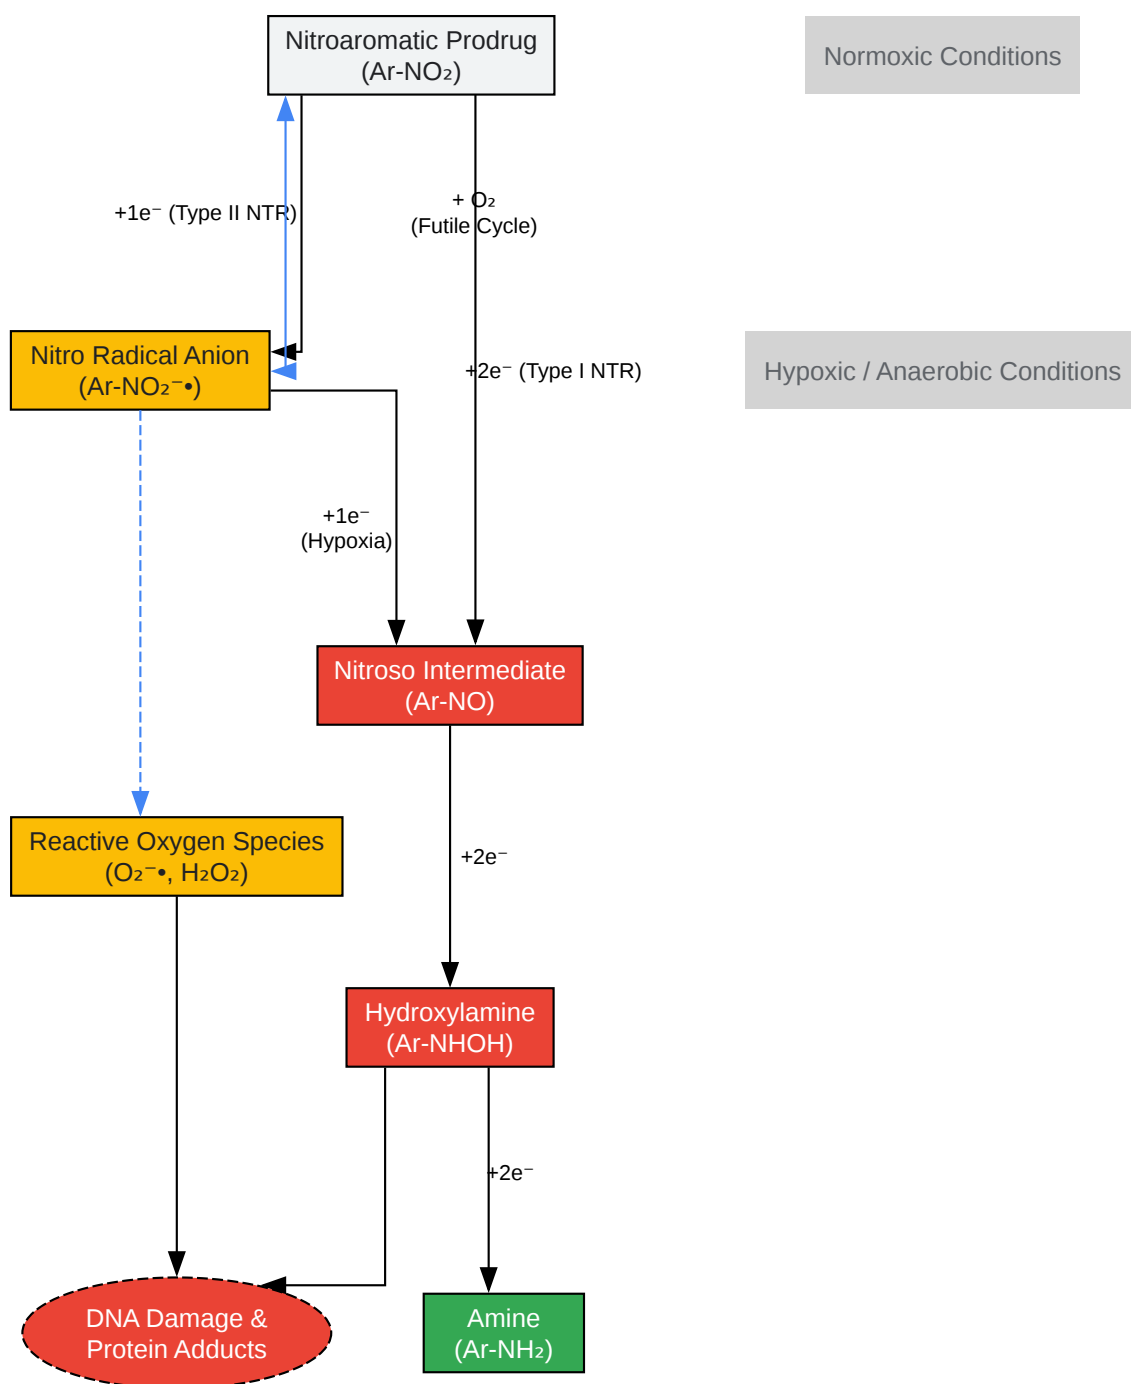 Nitroaromatic Prodrug
(Ar-NO₂)
Normoxic Conditions
+1e⁻ (Type II NTR)
+ O₂
(Futile Cycle)
Nitro Radical Anion
(Ar-NO₂⁻•)
+2e⁻ (Type I NTR)
Hypoxic / Anaerobic Conditions
+1e⁻
(Hypoxia)
Nitroso Intermediate
(Ar-NO)
Reactive Oxygen Species
(O₂⁻•, H₂O₂)
+2e⁻
Hydroxylamine
(Ar-NHOH)
+2e⁻
DNA Damage &
Protein Adducts
Amine
(Ar-NH₂)